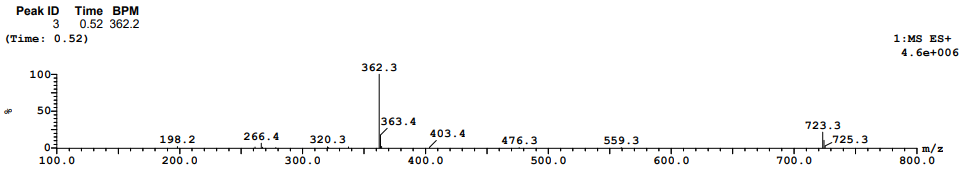 Peak ID Time BPM
3 0.52 362.2
(Time: 0.52)
1:MS ES+
4.6e+006
100
362.3
%
50
363.4
723.3
198.2 266.4 320.3 403.4 476.3 559.3 725.3
0
100.0 200.0 300.0 400.0 500.0 600.0 700.0 800.0 m/z